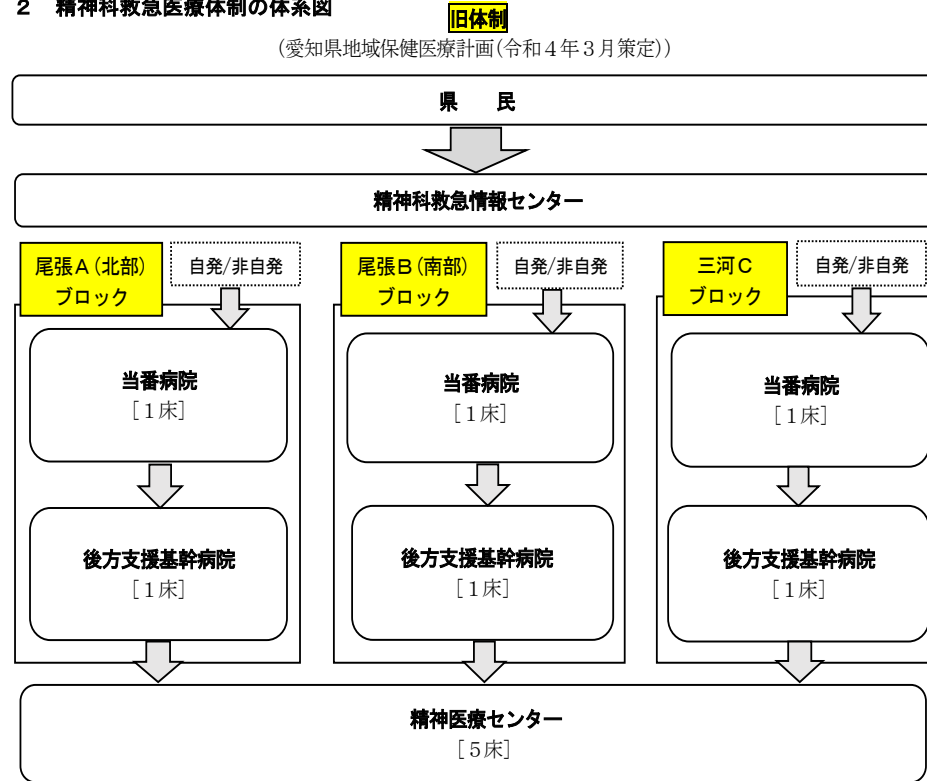 ２　精神科救急医療体制の体系図
旧体制
(愛知県地域保健医療計画(令和４年３月策定))
県　　民
精神科救急情報センター
尾張Ａ(北部)
ブロック
自発/非自発
尾張Ｂ(南部)
ブロック
自発/非自発
三河Ｃ
ブロック
自発/非自発
当番病院
[１床]
当番病院
[１床]
当番病院
[１床]
後方支援基幹病院
[１床]
後方支援基幹病院
[１床]
後方支援基幹病院
[１床]
精神医療センター
[５床]